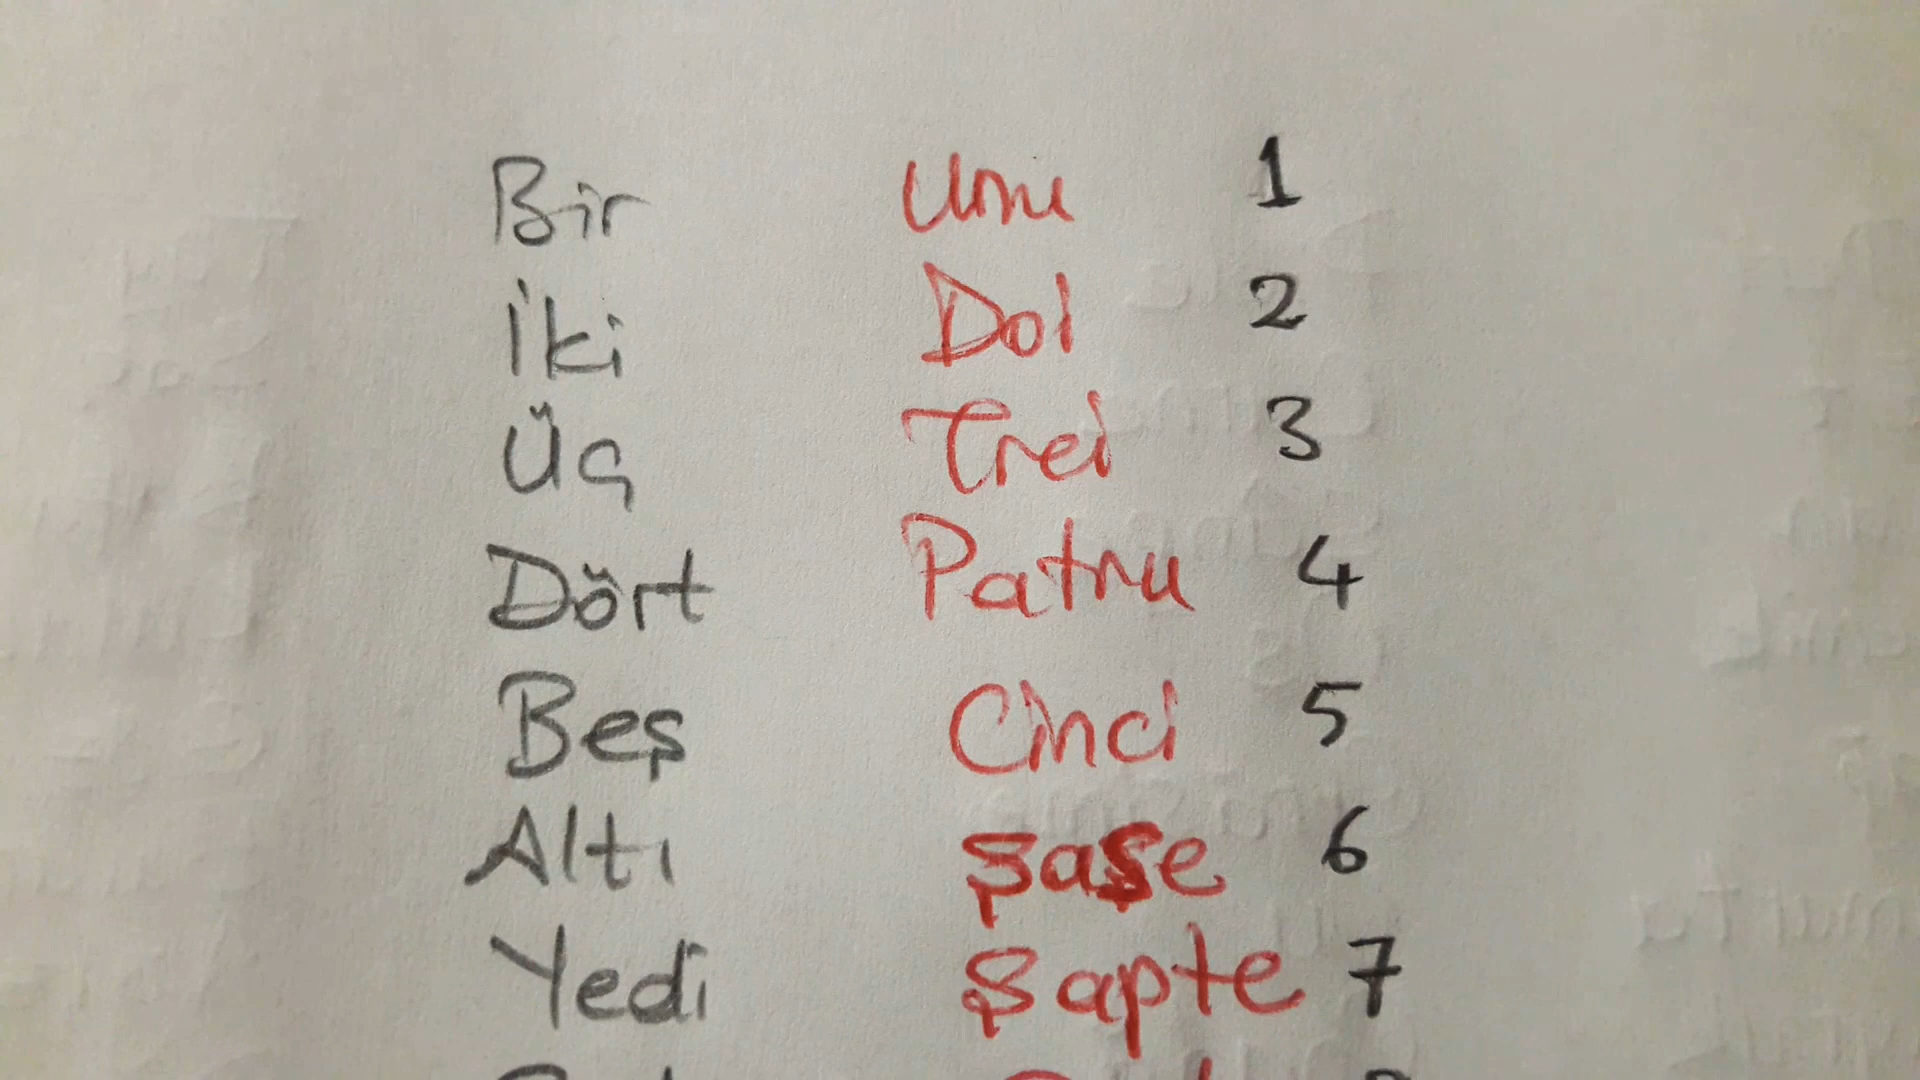 Bir Unu 1
İki Doi 2
Üç Trei 3
Dört Patru 4
Beş Cinci 5
Altı Şaşe 6
Yedi Şapte 7